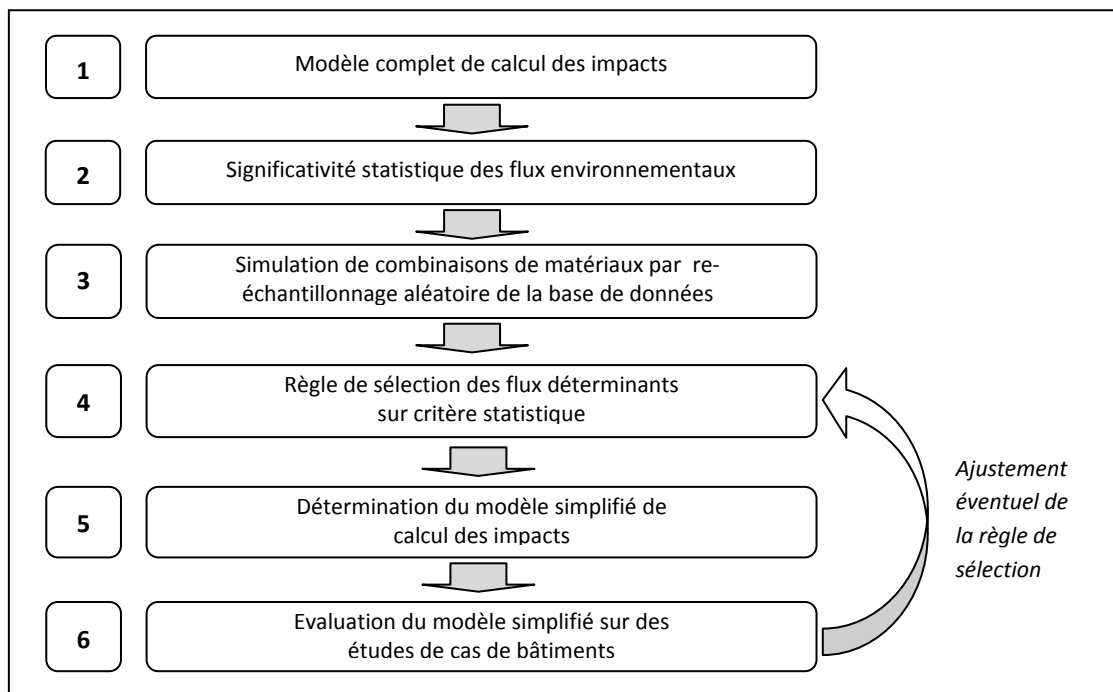 1
Modèle complet de calcul des impacts
2
Significativité statistique des flux environnementaux
3
Simulation de combinaisons de matériaux par re-
échantillonnage aléatoire de la base de données
4
Règle de sélection des flux déterminants
sur critère statistique
5
Détermination du modèle simplifié de
calcul des impacts
6
Evaluation du modèle simplifié sur des
études de cas de bâtiments
Ajustement
éventuel de
la règle de
sélection